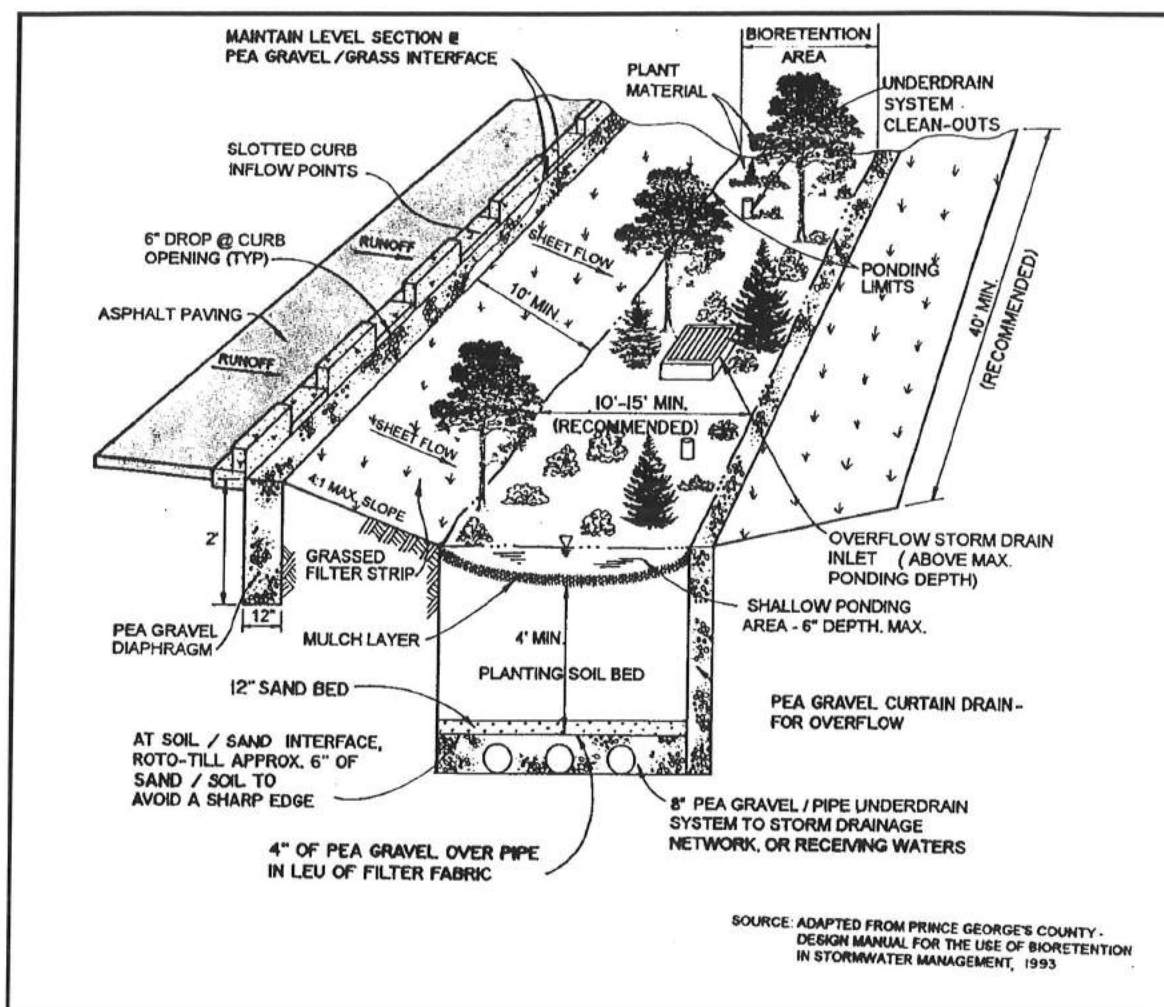 MAINTAIN LEVEL SECTION @
PEA GRAVEL / GRASS INTERFACE
BIORETENTION
AREA
PLANT
MATERIAL
UNDERDRAIN
SYSTEM
CLEAN-OUTS
SLOTTED CURB
INFLOW POINTS
6" DROP @ CURB
OPENING (TYP)
RUNOFF
SHEET FLOW
PONDING
LIMITS
ASPHALT PAVING
10' MIN.
40' MIN.
(RECOMMENDED)
RUNOFF
10'-15' MIN.
(RECOMMENDED)
SHEET FLOW
4:1 MAX. SLOPE
2'
GRASSED
FILTER STRIP
OVERFLOW STORM DRAIN
INLET ( ABOVE MAX.
PONDING DEPTH)
12"
PEA GRAVEL
DIAPHRAGM
MULCH LAYER
4' MIN.
SHALLOW PONDING
AREA - 6" DEPTH. MAX.
PLANTING SOIL BED
12" SAND BED
PEA GRAVEL CURTAIN DRAIN-
FOR OVERFLOW
AT SOIL / SAND INTERFACE,
ROTO-TILL APPROX. 6" OF
SAND / SOIL TO
AVOID A SHARP EDGE
8" PEA GRAVEL / PIPE UNDERDRAIN
SYSTEM TO STORM DRAINAGE
NETWORK, OR RECEIVING WATERS
4" OF PEA GRAVEL OVER PIPE
IN LEU OF FILTER FABRIC
SOURCE: ADAPTED FROM PRINCE GEORGE'S COUNTY -
DESIGN MANUAL FOR THE USE OF BIORETENTION
IN STORMWATER MANAGEMENT, 1993